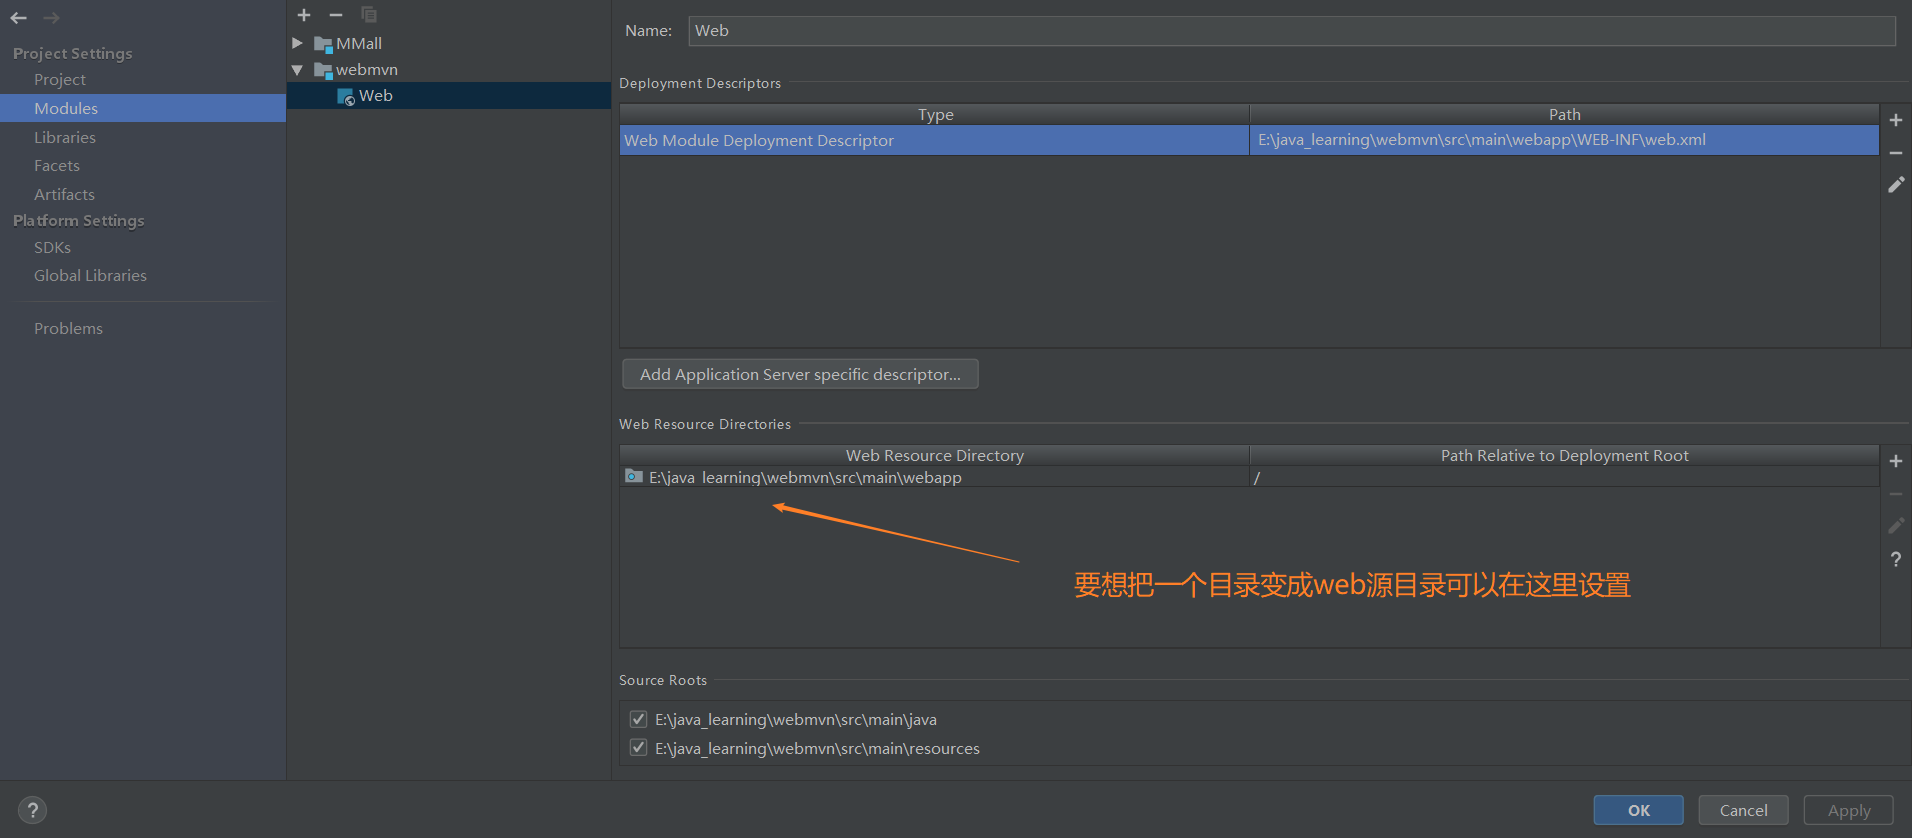 Project Settings
Project
Modules
Libraries
Facets
Artifacts
Platform Settings
SDKs
Global Libraries
Problems
MMall
webmvn
Web
Name: Web
Deployment Descriptors
Type Path
Web Module Deployment Descriptor E:\java_learning\webmvn\src\main\webapp\WEB-INF\web.xml
Add Application Server specific descriptor...
Web Resource Directories
Web Resource Directory Path Relative to Deployment Root
E:\java_learning\webmvn\src\main\webapp /
要想把一个目录变成web源目录可以在这里设置
Source Roots
E:\java_learning\webmvn\src\main\java
E:\java_learning\webmvn\src\main\resources
? OK Cancel Apply